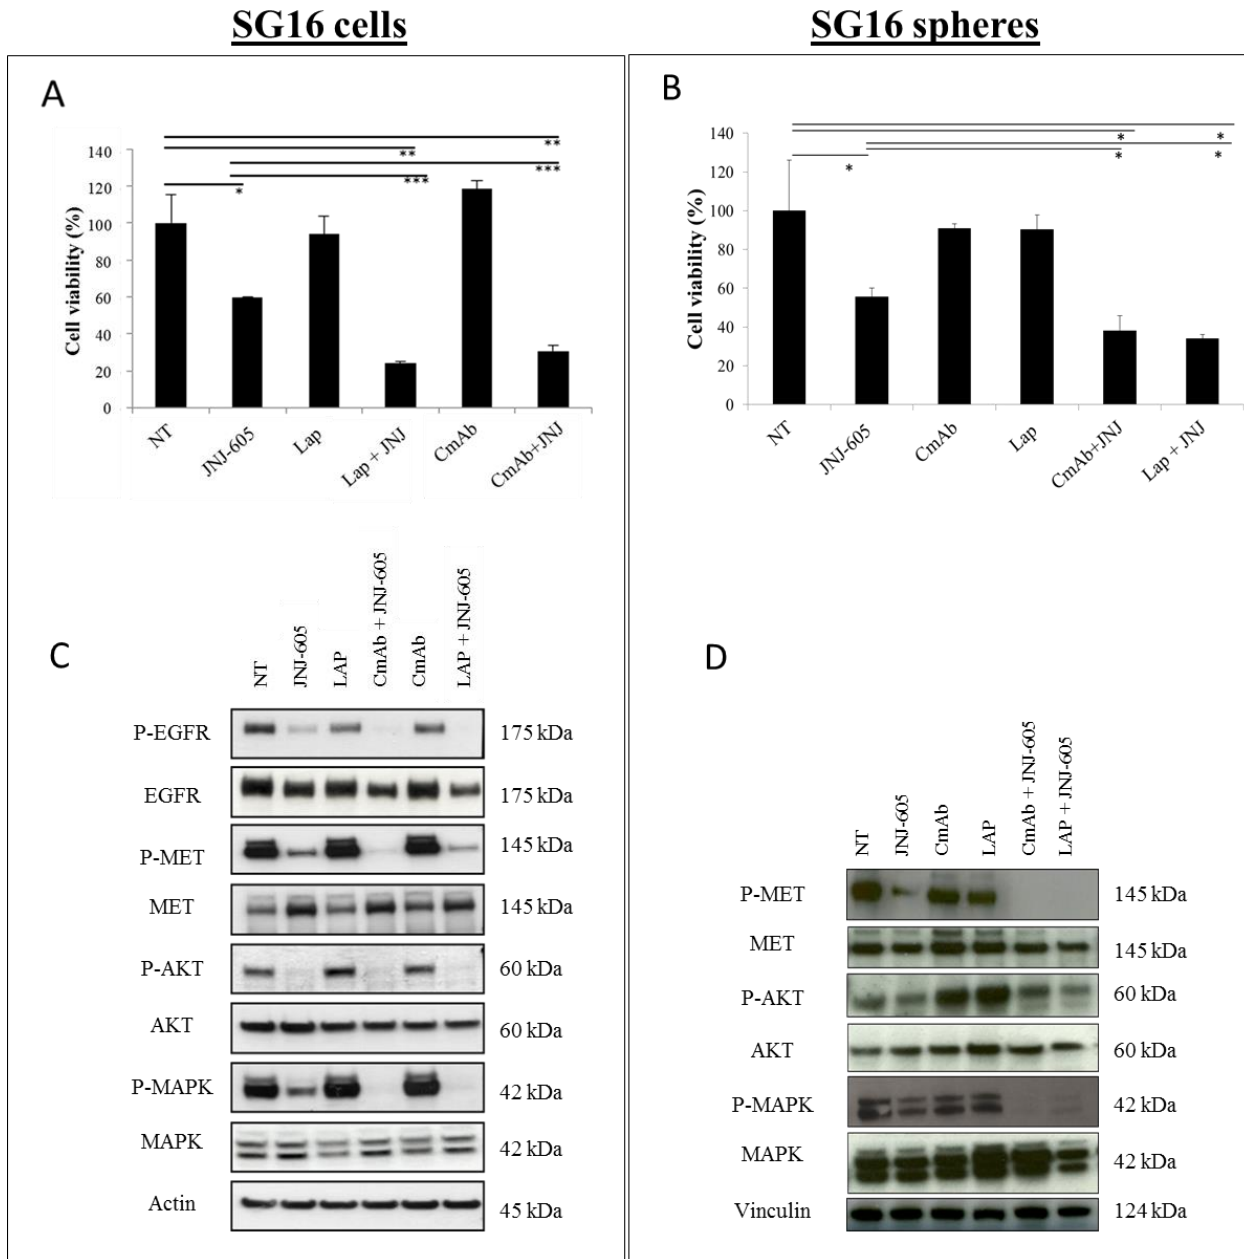 SG16 cells
SG16 spheres
A
** 
**
***
***
*
140
120
100
80
60
40
20
0
Cell viability (%)
NT
JNJ-605
Lap
Lap + JNJ
CmAb
CmAb+JNJ
B
*
*
*
*
*
140
120
100
80
60
40
20
0
Cell viability (%)
NT
JNJ-605
CmAb
Lap
CmAb+JNJ
Lap + JNJ
C
NT
JNJ-605
LAP
CmAb + JNJ-605
CmAb
LAP + JNJ-605
P-EGFR 175 kDa
EGFR 175 kDa
P-MET 145 kDa
MET 145 kDa
P-AKT 60 kDa
AKT 60 kDa
P-MAPK 42 kDa
MAPK 42 kDa
Actin 45 kDa
D
NT
JNJ-605
CmAb
LAP
CmAb + JNJ-605
LAP + JNJ-605
P-MET 145 kDa
MET 145 kDa
P-AKT 60 kDa
AKT 60 kDa
P-MAPK 42 kDa
MAPK 42 kDa
Vinculin 124 kDa